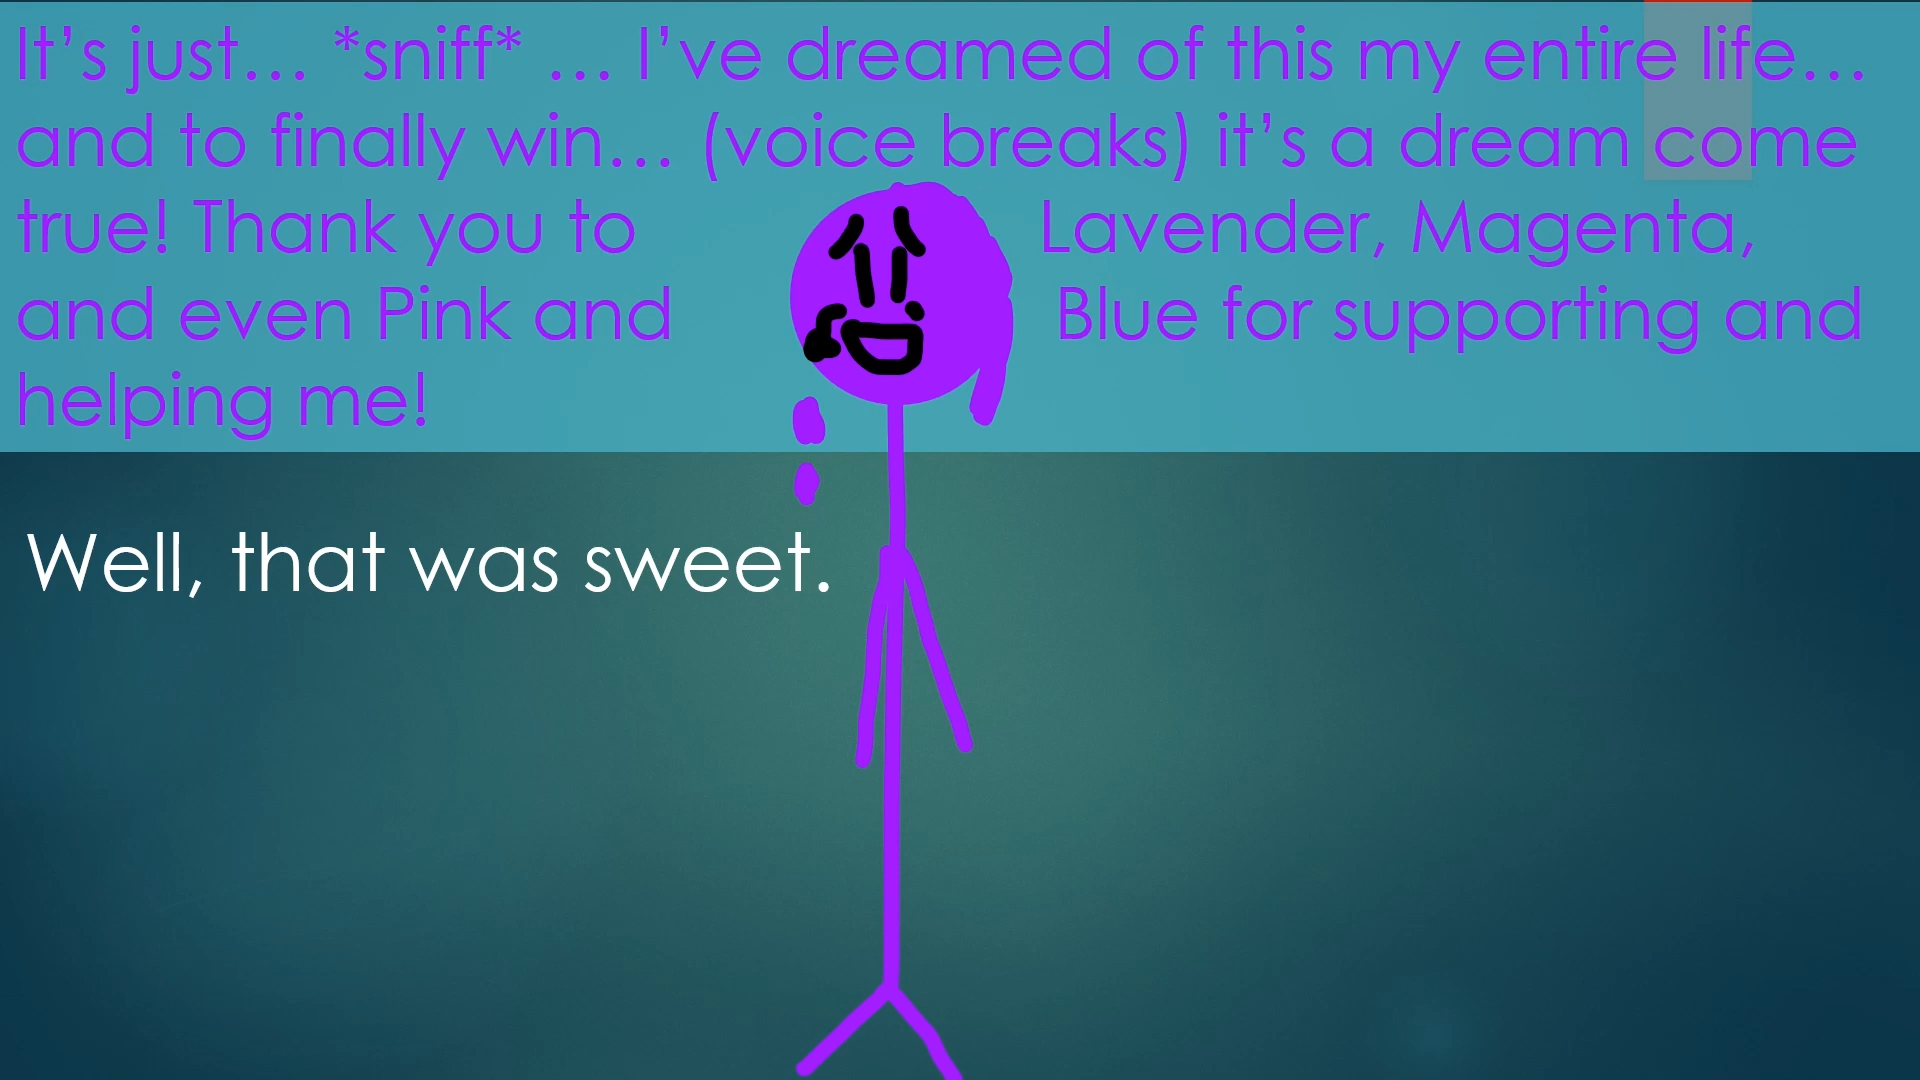 It’s just… *sniff* … I’ve dreamed of this my entire life…
and to finally win… (voice breaks) it’s a dream come
true! Thank you to Lavender, Magenta,
and even Pink and Blue for supporting and
helping me!
Well, that was sweet.